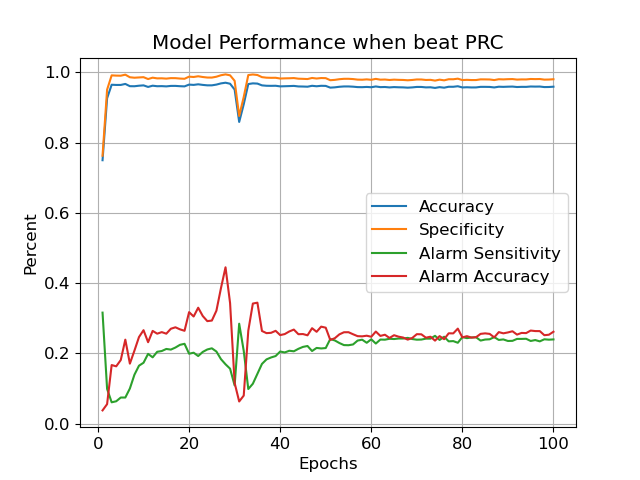 Model Performance when beat PRC
1.0
0.8
0.6
0.4
0.2
0.0
Percent
Accuracy
Specificity
Alarm Sensitivity
Alarm Accuracy
0 20 40 60 80 100
Epochs